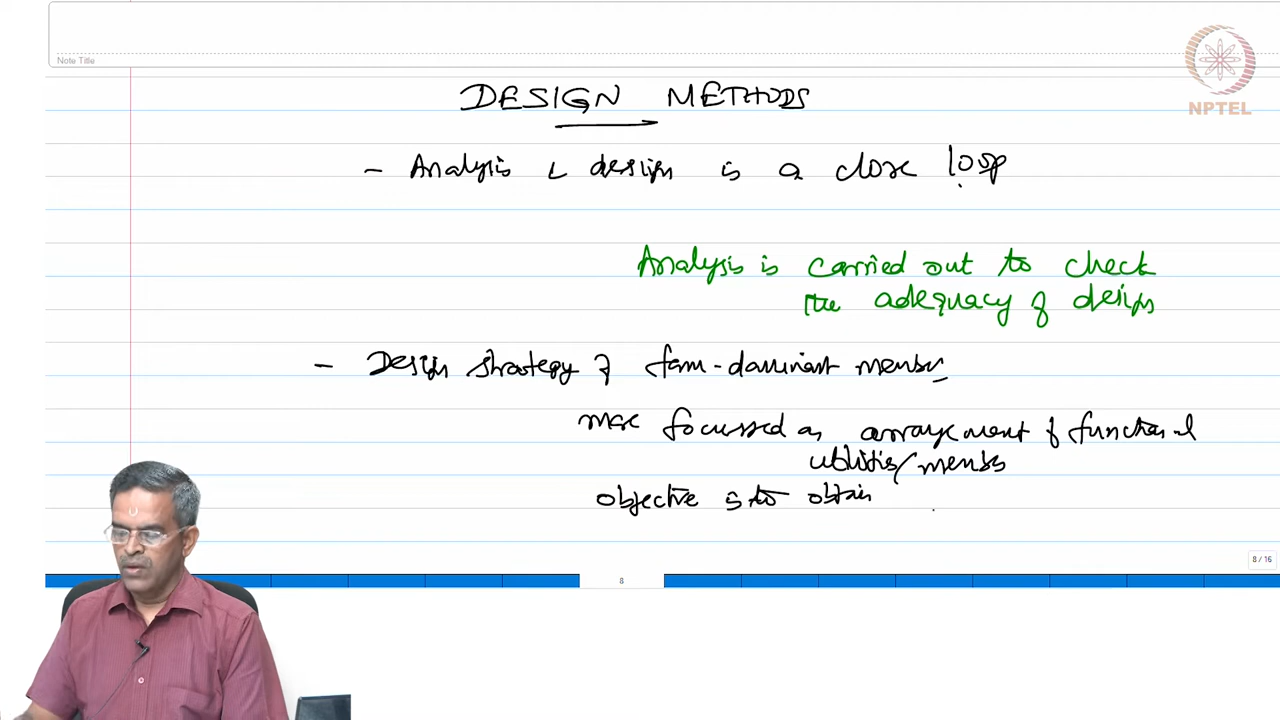 Note Title
NPTEL
DESIGN METHODS
- Analysis & design is a close loop
Analysis is carried out to check
the adequacy of design
- Design strategy of form-dominant members
more focussed on arrangement of functional
utilities/members
objective is to obtain
8 / 16
8